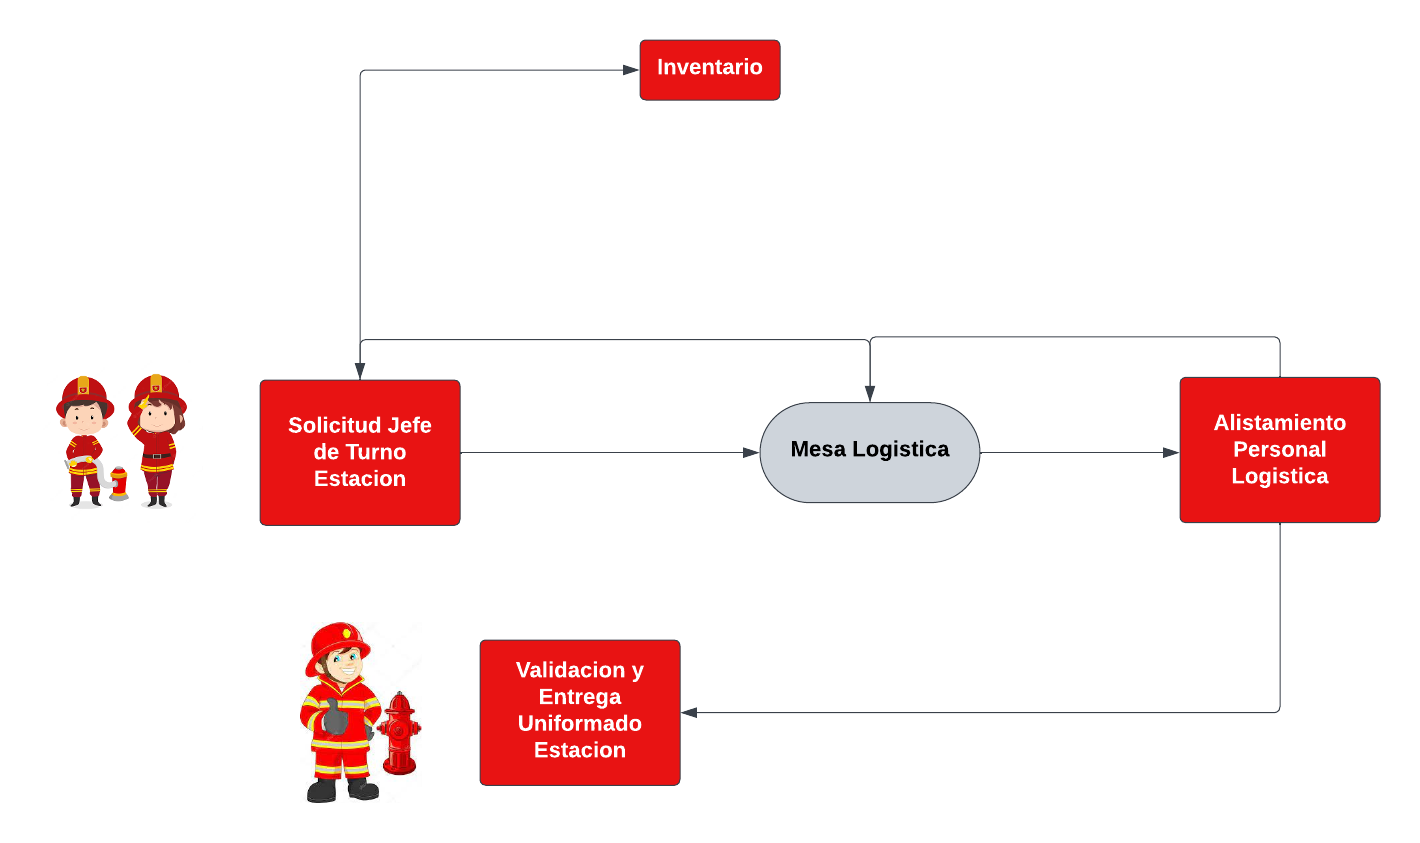 Inventario
Solicitud Jefe
de Turno
Estacion
Mesa Logistica
Alistamiento
Personal
Logistica
Validacion y
Entrega
Uniformado
Estacion